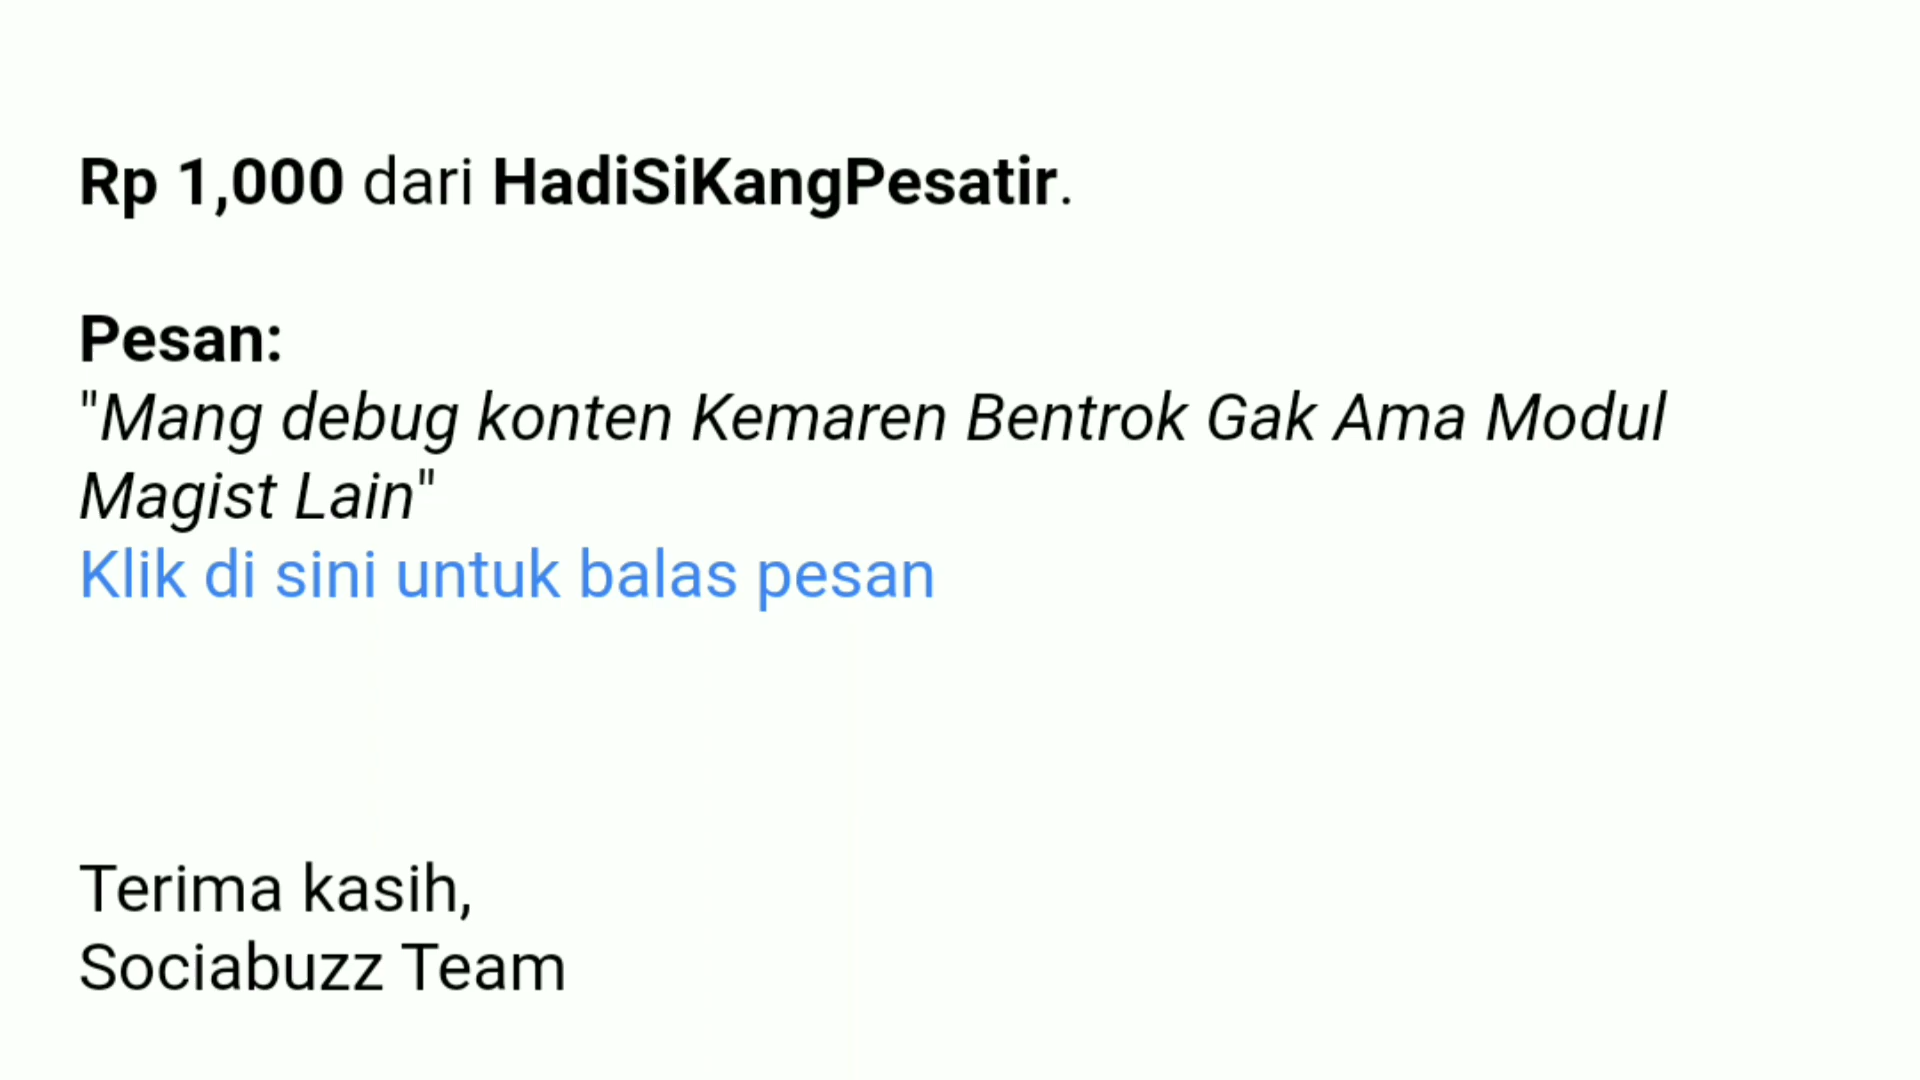 Rp 1,000 dari HadiSiKangPesatir.
Pesan:
"Mang debug konten Kemaren Bentrok Gak Ama Modul
Magist Lain"
Klik di sini untuk balas pesan
Terima kasih,
Sociabuzz Team